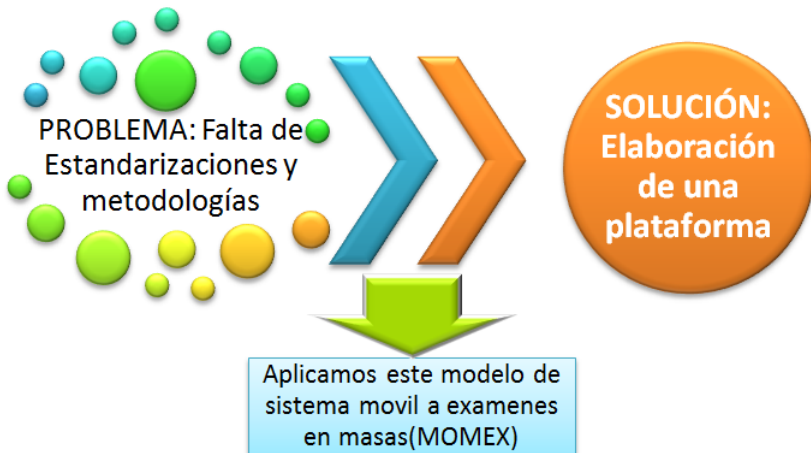 PROBLEMA: Falta de
Estandarizaciones y
metodologías
SOLUCIÓN:
Elaboración
de una
plataforma
Aplicamos este modelo de
sistema movil a examenes
en masas(MOMEX)